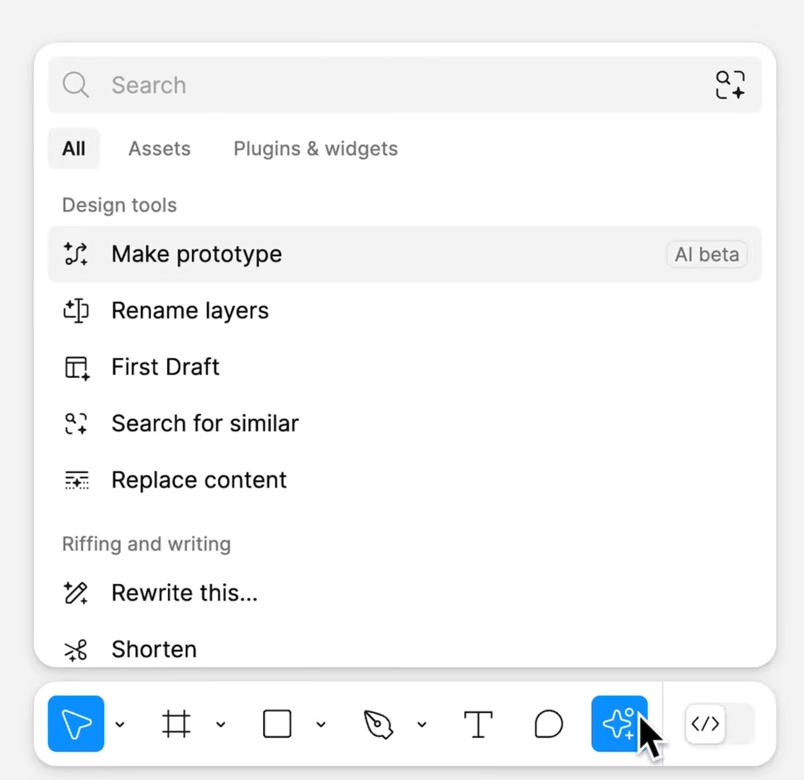 Search
All Assets Plugins & widgets
Design tools
Make prototype AI beta
Rename layers
First Draft
Search for similar
Replace content
Riffing and writing
Rewrite this...
Shorten